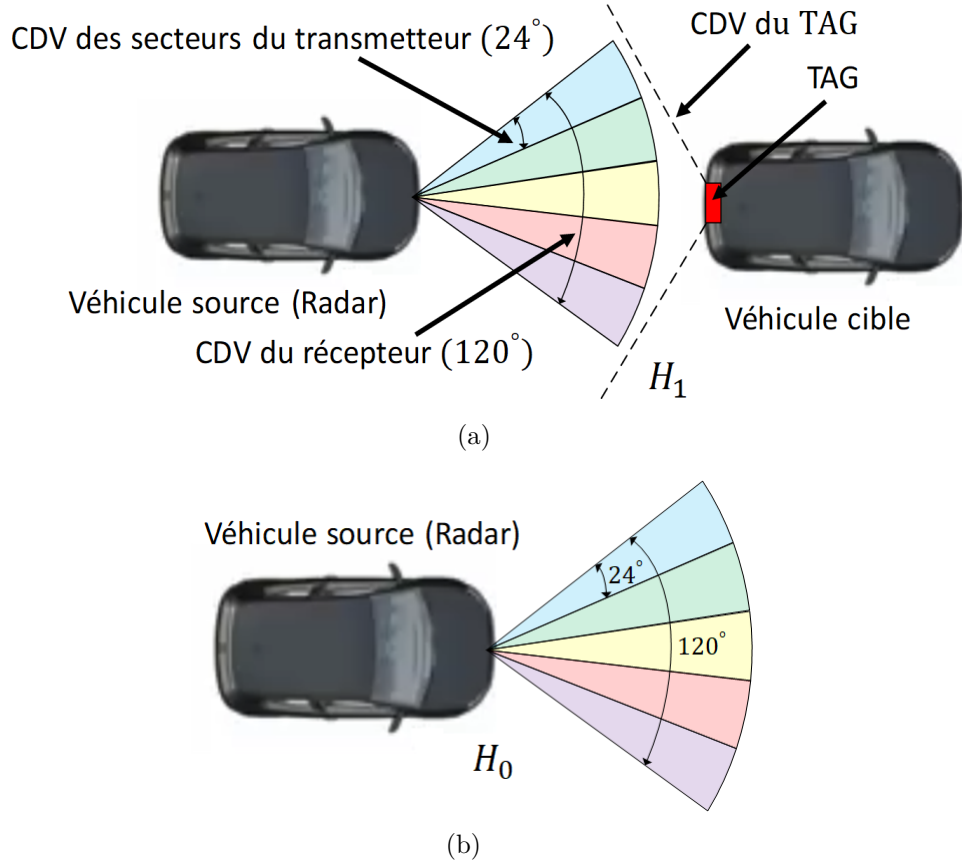 CDV des secteurs du transmetteur (24°)
CDV du TAG
TAG
Véhicule source (Radar)
CDV du récepteur (120°)
Véhicule cible
H₁
(a)
Véhicule source (Radar)
24°
120°
H₀
(b)